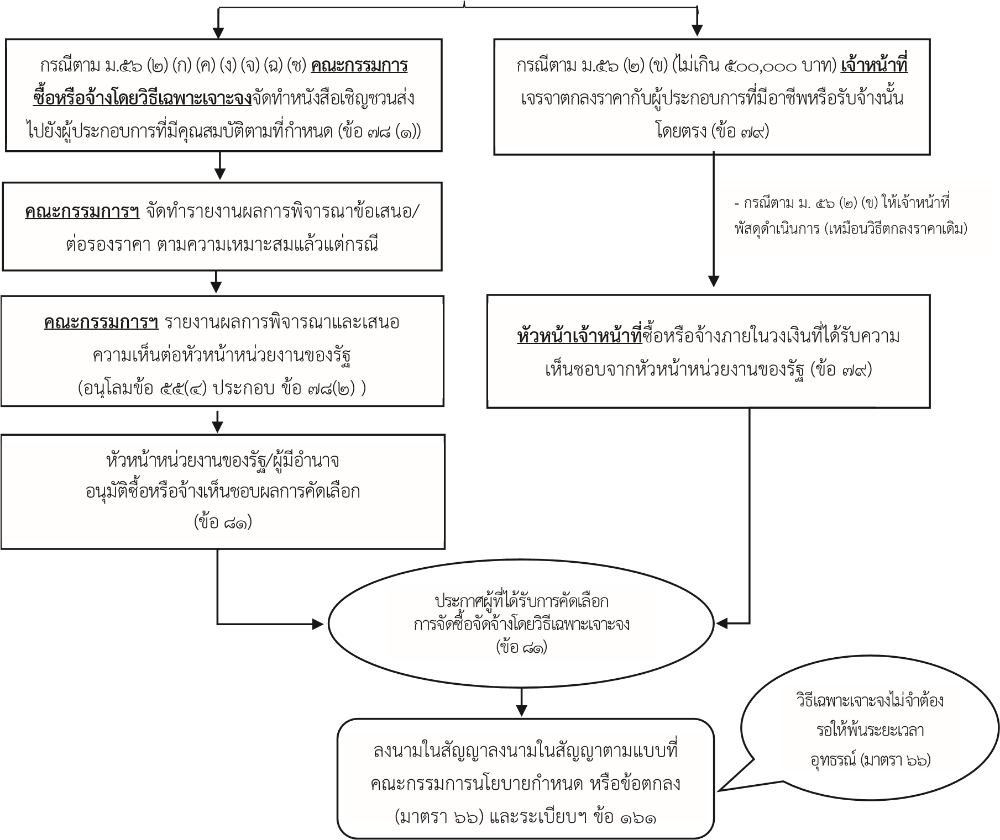 กรณีตาม ม.๕๖ (๒) (ก) (ค) (ง) (จ) (ฉ) (ช) คณะกรรมการ
ซื้อหรือจ้างโดยวิธีเฉพาะเจาะจงจัดทำหนังสือเชิญชวนส่ง
ไปยังผู้ประกอบการที่มีคุณสมบัติตามที่กำหนด (ข้อ ๗๘ (๑))
คณะกรรมการฯ จัดทำรายงานผลการพิจารณาข้อเสนอ/
ต่อรองราคา ตามความเหมาะสมแล้วแต่กรณี
คณะกรรมการฯ รายงานผลการพิจารณาและเสนอ
ความเห็นต่อหัวหน้าหน่วยงานของรัฐ
(อนุโลมข้อ ๕๕(๔) ประกอบ ข้อ ๗๘(๒) )
หัวหน้าหน่วยงานของรัฐ/ผู้มีอำนาจ
อนุมัติซื้อหรือจ้างเห็นชอบผลการคัดเลือก
(ข้อ ๘๑)
กรณีตาม ม.๕๖ (๒) (ข) (ไม่เกิน ๕๐๐,๐๐๐ บาท) เจ้าหน้าที่
เจรจาตกลงราคากับผู้ประกอบการที่มีอาชีพหรือรับจ้างนั้น
โดยตรง (ข้อ ๗๙)
- กรณีตาม ม. ๕๖ (๒) (ข) ให้เจ้าหน้าที่
พัสดุดำเนินการ (เหมือนวิธีตกลงราคาเดิม)
หัวหน้าเจ้าหน้าที่ซื้อหรือจ้างภายในวงเงินที่ได้รับความ
เห็นชอบจากหัวหน้าหน่วยงานของรัฐ (ข้อ ๗๙)
ประกาศผู้ที่ได้รับการคัดเลือก
การจัดซื้อจัดจ้างโดยวิธีเฉพาะเจาะจง
(ข้อ ๘๑)
วิธีเฉพาะเจาะจงไม่จำต้อง
รอให้พ้นระยะเวลา
อุทธรณ์ (มาตรา ๖๖)
ลงนามในสัญญาลงนามในสัญญาตามแบบที่
คณะกรรมการนโยบายกำหนด หรือข้อตกลง
(มาตรา ๖๖) และระเบียบฯ ข้อ ๑๖๑